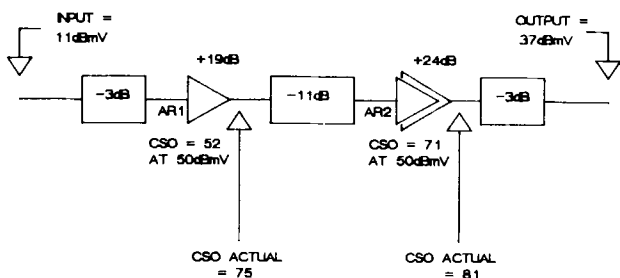 INPUT =
11dBmV
OUTPUT =
37dBmV
+19dB
+24dB
-3dB
AR1
-11dB
AR2
-3dB
CSO = 52
AT 50dBmV
CSO = 71
AT 50dBmV
CSO ACTUAL
= 75
CSO ACTUAL
= 81